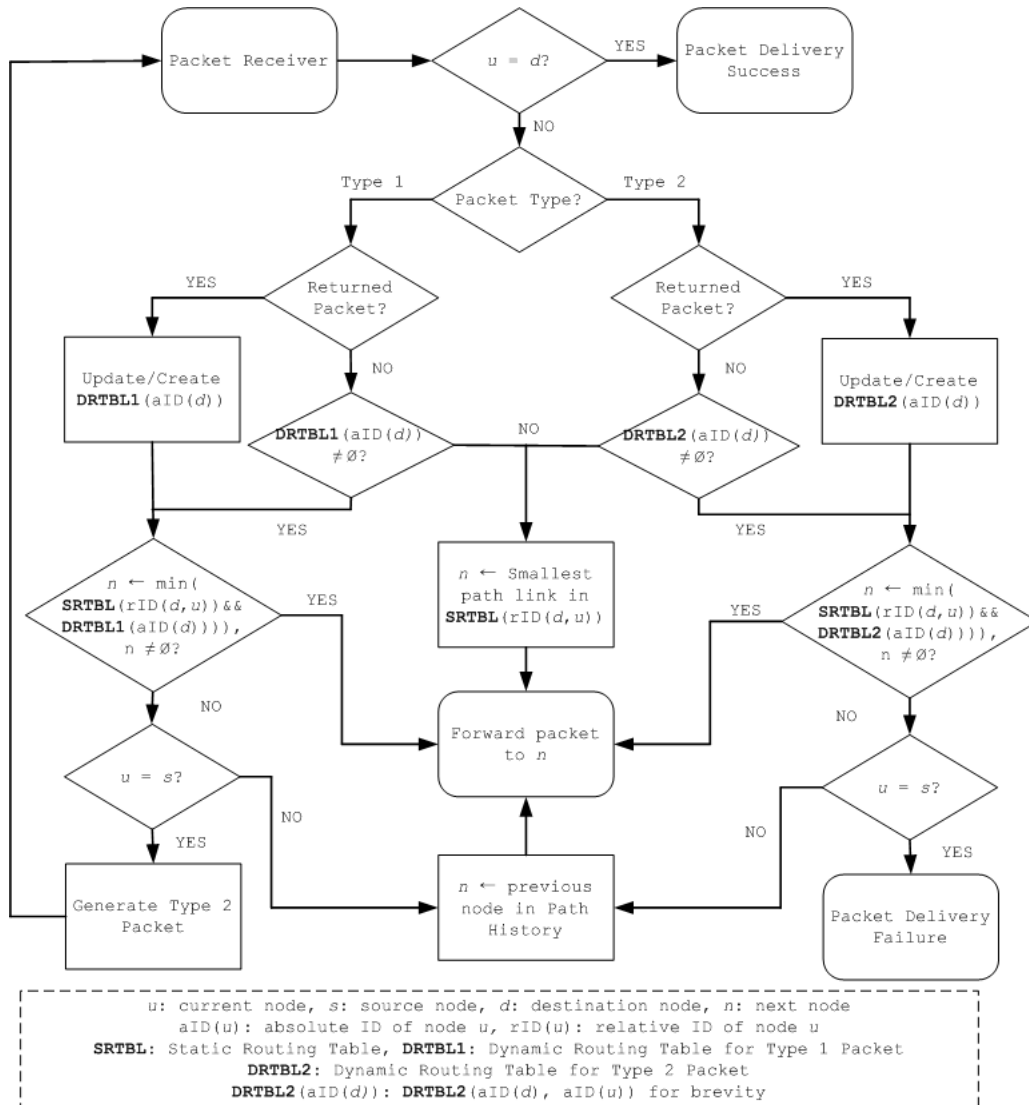 Packet Receiver
u = d?
YES
Packet Delivery
Success
NO
Type 1
Packet Type?
Type 2
YES
Returned
Packet?
Returned
Packet?
YES
Update/Create
DRTBL1(aID(d))
NO
NO
Update/Create
DRTBL2(aID(d))
DRTBL1(aID(d))
≠Ø?
NO
DRTBL2(aID(d))
≠Ø?
YES
YES
n ← min(
SRTBL(rID(d,u))&&
DRTBL1(aID(d)))),
n ≠Ø?
YES
n ← Smallest
path link in
SRTBL(rID(d,u))
YES
n ← min(
SRTBL(rID(d,u))&&
DRTBL2(aID(d)))),
n ≠Ø?
NO
Forward packet
to n
NO
u = s?
u = s?
NO
NO
YES
YES
Generate Type 2
Packet
n ← previous
node in Path
History
Packet Delivery
Failure
u: current node, s: source node, d: destination node, n: next node
aID(u): absolute ID of node u, rID(u): relative ID of node u
SRTBL: Static Routing Table, DRTBL1: Dynamic Routing Table for Type 1 Packet
DRTBL2: Dynamic Routing Table for Type 2 Packet
DRTBL2(aID(d)): DRTBL2(aID(d), aID(u)) for brevity